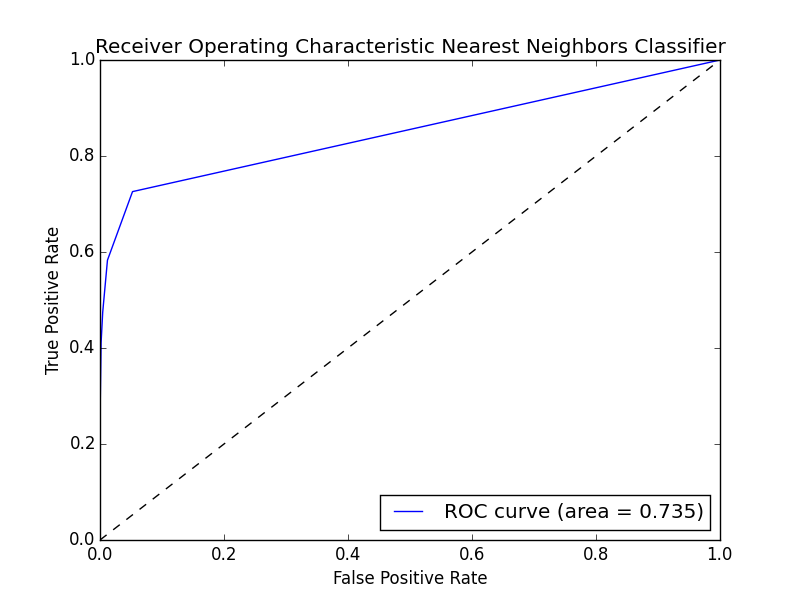 Receiver Operating Characteristic Nearest Neighbors Classifier
1.0
0.8
0.6
0.4
0.2
0.0
True Positive Rate
ROC curve (area = 0.735)
0.0 0.2 0.4 0.6 0.8 1.0
False Positive Rate